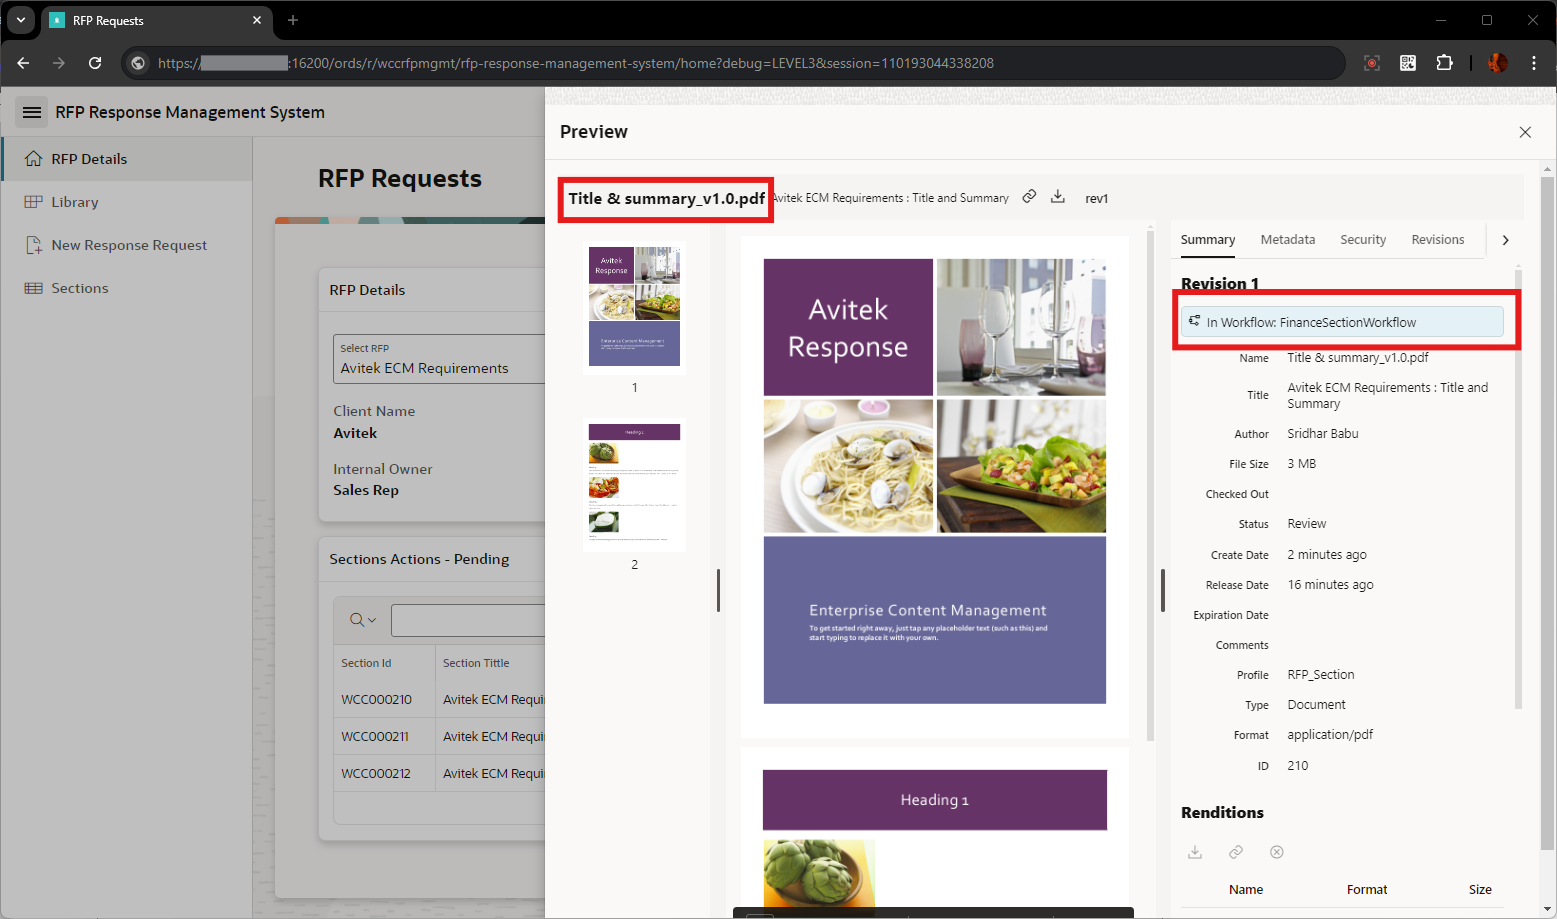 RFP Requests
https://
:16200/ords/r/wccrfpmgmt/rfp-response-management-system/home?debug=LEVEL3&session=110193044338208
RFP Response Management System
RFP Details
Library
New Response Request
Sections
RFP Requests
RFP Details
Select RFP
Avitek ECM Requirements
Client Name
Avitek
Internal Owner
Sales Rep
Sections Actions - Pending
Section Id Section Tittle
WCC000210 Avitek ECM Requi
WCC000211 Avitek ECM Requi
WCC000212 Avitek ECM Requi
Preview
Title & summary_v1.0.pdf Avitek ECM Requirements : Title and Summary rev1
Avitek
Response
Enterprise Content Management
1
Heading 1
2
Avitek
Response
Enterprise Content Management
To get started right away, just tap any placeholder text (such as this) and
start typing to replace it with your own.
Heading 1
Summary Metadata Security Revisions
Revision 1
In Workflow: FinanceSectionWorkflow
Name Title & summary_v1.0.pdf
Title Avitek ECM Requirements : Title and
Summary
Author Sridhar Babu
File Size 3 MB
Checked Out
Status Review
Create Date 2 minutes ago
Release Date 16 minutes ago
Expiration Date
Comments
Profile RFP_Section
Type Document
Format application/pdf
ID 210
Renditions
Name Format Size